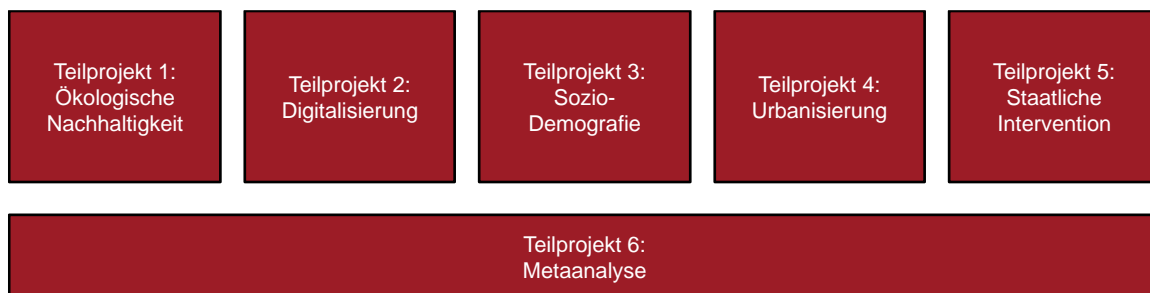 Teilprojekt 1:
Ökologische
Nachhaltigkeit
Teilprojekt 2:
Digitalisierung
Teilprojekt 3:
Sozio-
Demografie
Teilprojekt 4:
Urbanisierung
Teilprojekt 5:
Staatliche
Intervention
Teilprojekt 6:
Metaanalyse